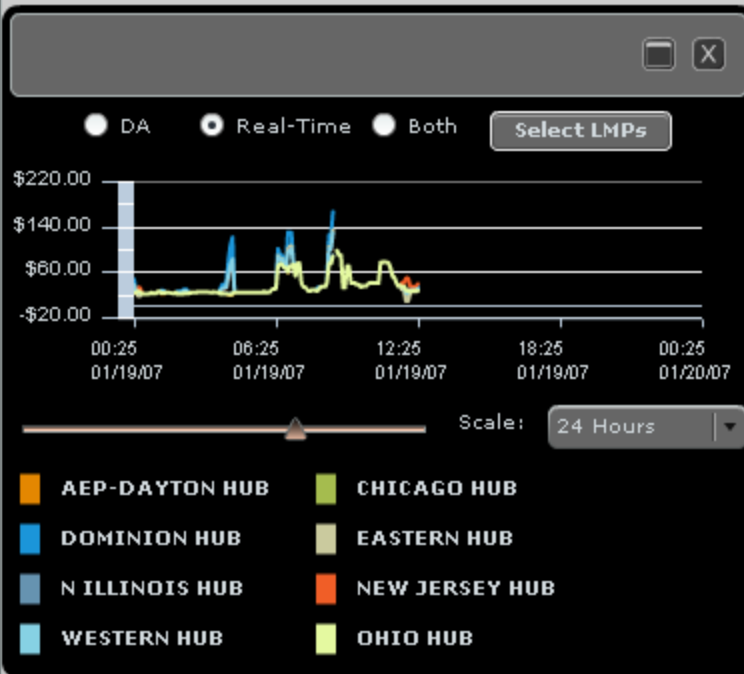 X
DA Real-Time Both Select LMPs
$220.00
$140.00
$60.00
-$20.00
00:25 06:25 12:25 18:25 00:25
01/19/07 01/19/07 01/19/07 01/19/07 01/20/07
Scale: 24 Hours
AEP-DAYTON HUB CHICAGO HUB
DOMINION HUB EASTERN HUB
N ILLINOIS HUB NEW JERSEY HUB
WESTERN HUB OHIO HUB